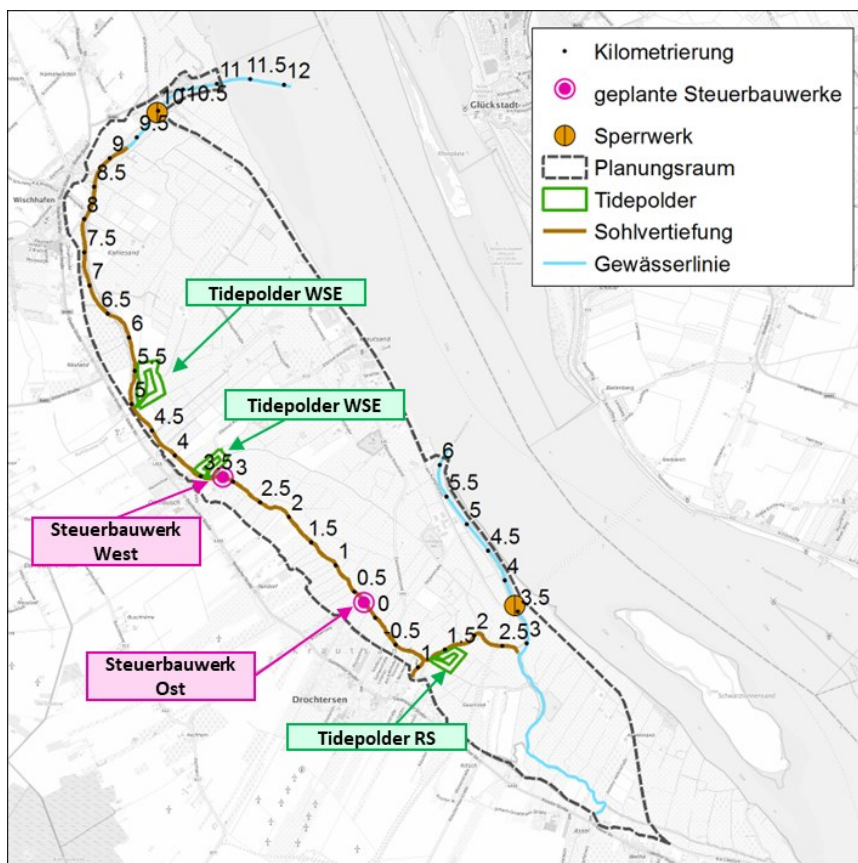 Kilometrierung
geplante Steuerbauwerke
Sperrwerk
Planungsraum
Tidepolder
Sohlvertiefung
Gewässerlinie
11 11.5 12
10 10.5
9.5
9
8.5
8
7.5
7
6.5
6
5.5
5
4.5
4
3.5
3
2.5
2
1.5
1
0.5
0
-0.5
1
1.5
2
2.5
3
3.5
4
4.5
5
5.5
6
Glückstadt
Wischhafen
Tidepolder WSE
Tidepolder WSE
Steuerbauwerk
West
Steuerbauwerk
Ost
Drochtersen
Tidepolder RS
Ritsch
Assel